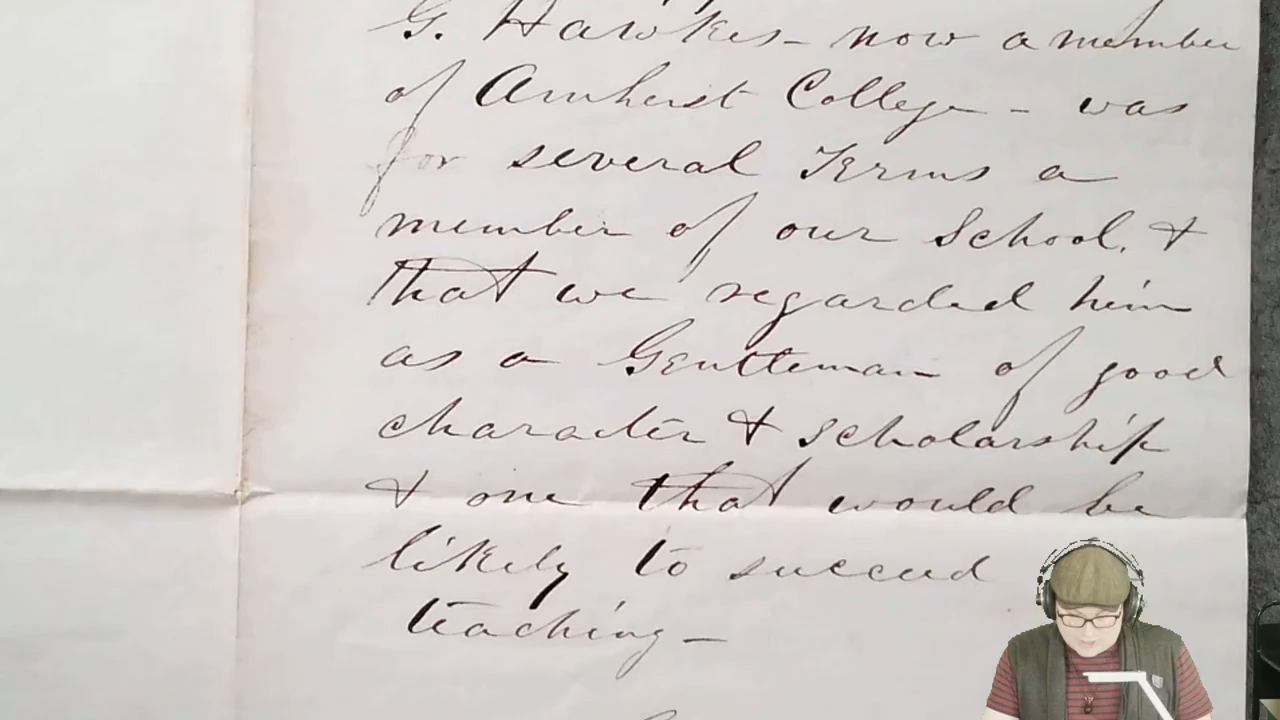 G. Hawkes - now a member
of Amherst College - was
for several Terms a
member of our School, &
that we regarded him
as a Gentleman of good
character & scholarship
& one that would be
likely to succeed
teaching -